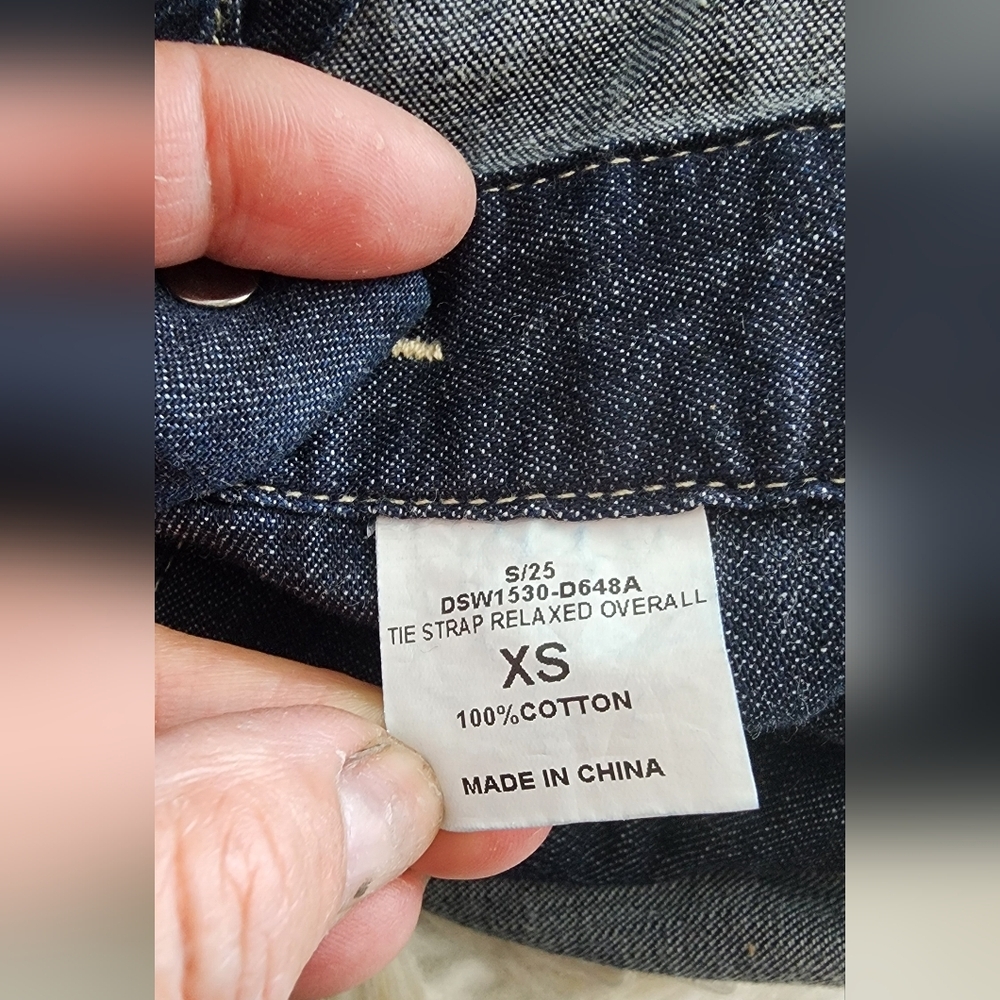 S/25
DSW1530-D648A
TIE STRAP RELAXED OVERALL
XS
100%COTTON
MADE IN CHINA